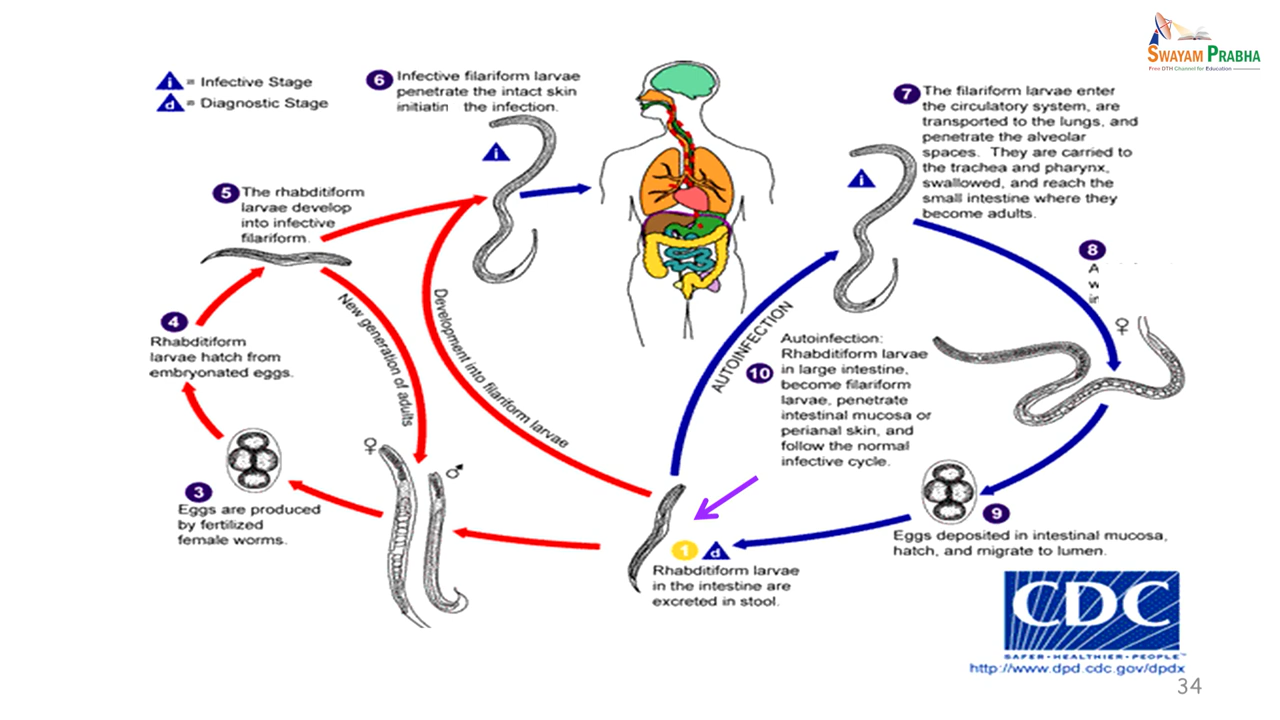 SWAYAM PRABHA
Free DTH Channel for Education
i = Infective Stage
d = Diagnostic Stage
6 Infective filariform larvae
penetrate the intact skin
initiatin the infection.
i
7 The filariform larvae enter
the circulatory system, are
transported to the lungs, and
penetrate the alveolar
spaces. They are carried to
the trachea and pharynx,
swallowed, and reach the
small intestine where they
become adults.
i
5 The rhabditiform
larvae develop
into infective
filariform.
8
A
w
in
♀
4
Rhabditiform
larvae hatch from
embryonated eggs.
New generation of adults
Development into filariform larvae
AUTOINFECTION
10
Autoinfection:
Rhabditiform larvae
in large intestine,
become filariform
larvae, penetrate
intestinal mucosa or
perianal skin, and
follow the normal
infective cycle.
♀
♂
3
Eggs are produced
by fertilized
female worms.
9
Eggs deposited in intestinal mucosa,
hatch, and migrate to lumen.
1 d
Rhabditiform larvae
in the intestine are
excreted in stool.
CDC
SAFER•HEALTHIER•PEOPLE™
http://www.dpd.cdc.gov/dpdx
34